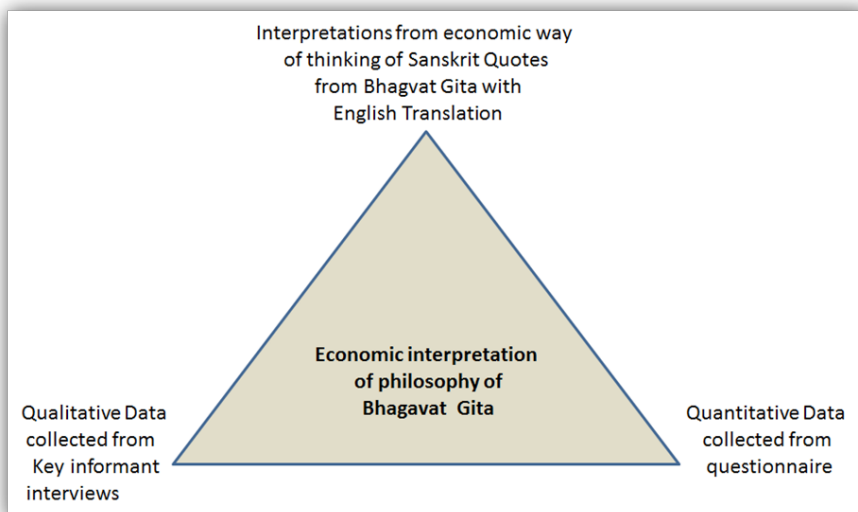 Interpretations from economic way
of thinking of Sanskrit Quotes
from Bhagvat Gita with
English Translation
Economic interpretation
of philosophy of
Bhagavat Gita
Qualitative Data
collected from
Key informant
interviews
Quantitative Data
collected from
questionnaire